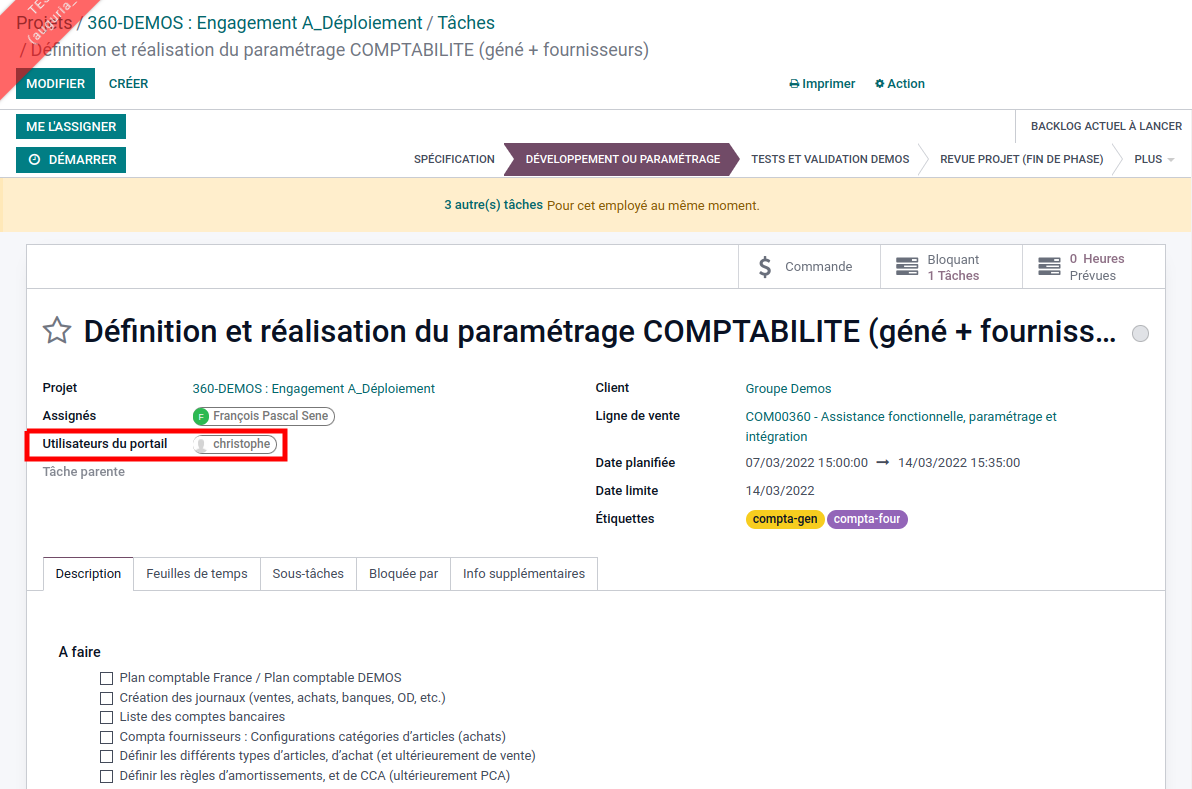 Projets / 360-DEMOS : Engagement A_Déploiement / Tâches
/ Définition et réalisation du paramétrage COMPTABILITE (géné + fournisseurs)
MODIFIER CRÉER Imprimer Action
ME L'ASSIGNER BACKLOG ACTUEL À LANCER
DÉMARRER SPÉCIFICATION DÉVELOPPEMENT OU PARAMÉTRAGE TESTS ET VALIDATION DEMOS REVUE PROJET (FIN DE PHASE) PLUS
3 autre(s) tâches Pour cet employé au même moment.
Commande
Bloquant
1 Tâches
0 Heures
Prévues
Définition et réalisation du paramétrage COMPTABILITE (géné + fourniss...
Projet 360-DEMOS : Engagement A_Déploiement
Assignés F François Pascal Sene
Utilisateurs du portail christophe
Tâche parente
Client Groupe Demos
Ligne de vente COM00360 - Assistance fonctionnelle, paramétrage et
intégration
Date planifiée 07/03/2022 15:00:00 → 14/03/2022 15:35:00
Date limite 14/03/2022
Étiquettes compta-gen compta-four
Description Feuilles de temps Sous-tâches Bloquée par Info supplémentaires
A faire
Plan comptable France / Plan comptable DEMOS
Création des journaux (ventes, achats, banques, OD, etc.)
Liste des comptes bancaires
Compta fournisseurs : Configurations catégories d'articles (achats)
Définir les différents types d'articles, d'achat (et ultérieurement de vente)
Définir les règles d'amortissements, et de CCA (ultérieurement PCA)